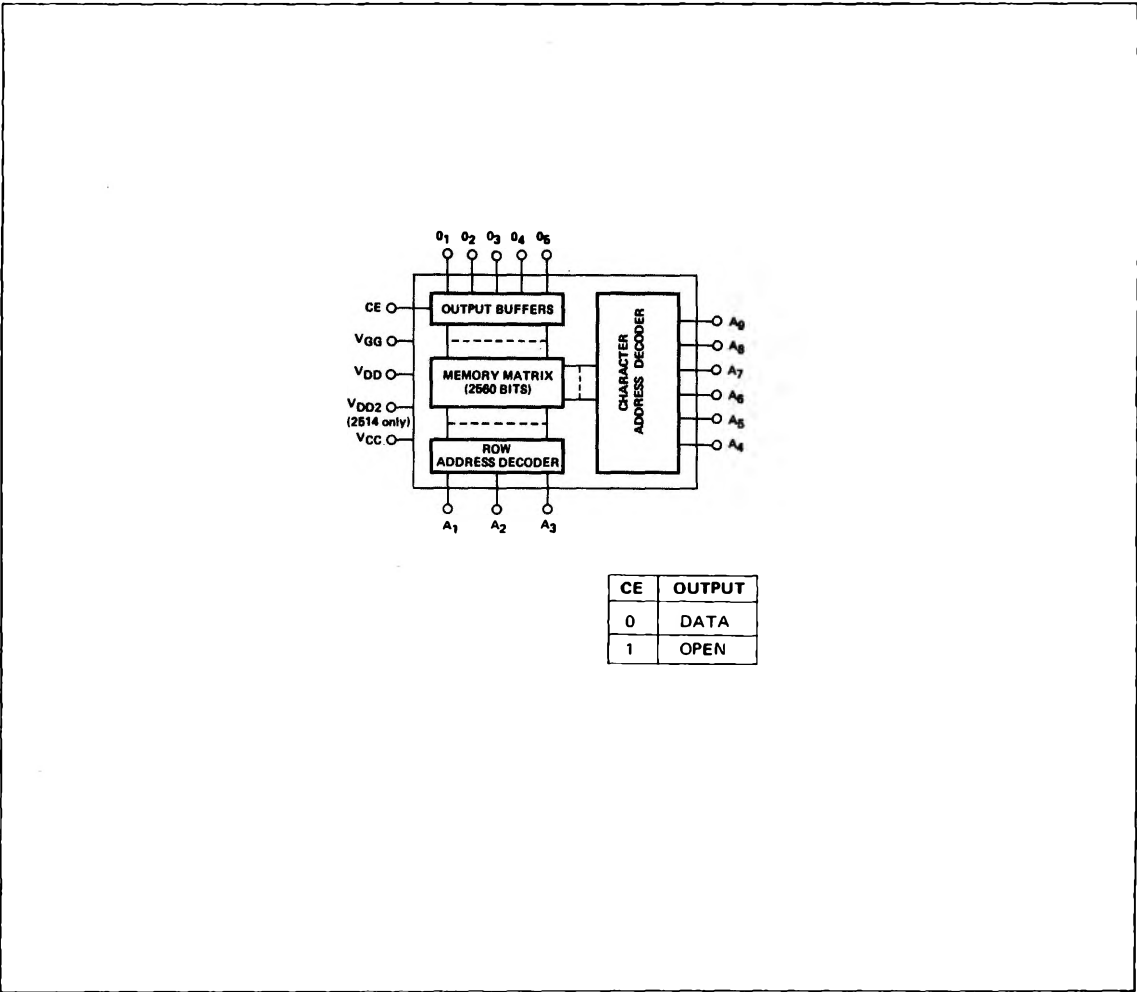 O1 O2 O3 O4 O5
CE
OUTPUT BUFFERS
VGG
VDD
MEMORY MATRIX
(2560 BITS)
VDD2
(2514 only)
VCC
ROW
ADDRESS DECODER
CHARACTER
ADDRESS DECODER
A9
A8
A7
A6
A5
A4
A1 A2 A3
CE OUTPUT
0 DATA
1 OPEN